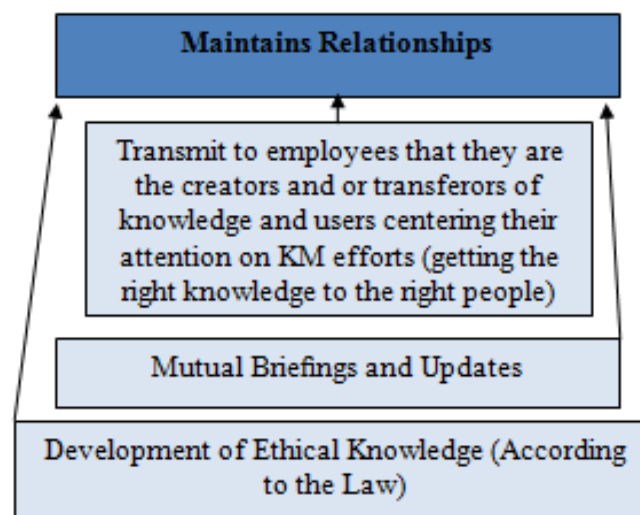 Maintains Relationships
Transmit to employees that they are
the creators and or transferors of
knowledge and users centering their
attention on KM efforts (getting the
right knowledge to the right people)
Mutual Briefings and Updates
Development of Ethical Knowledge (According
to the Law)